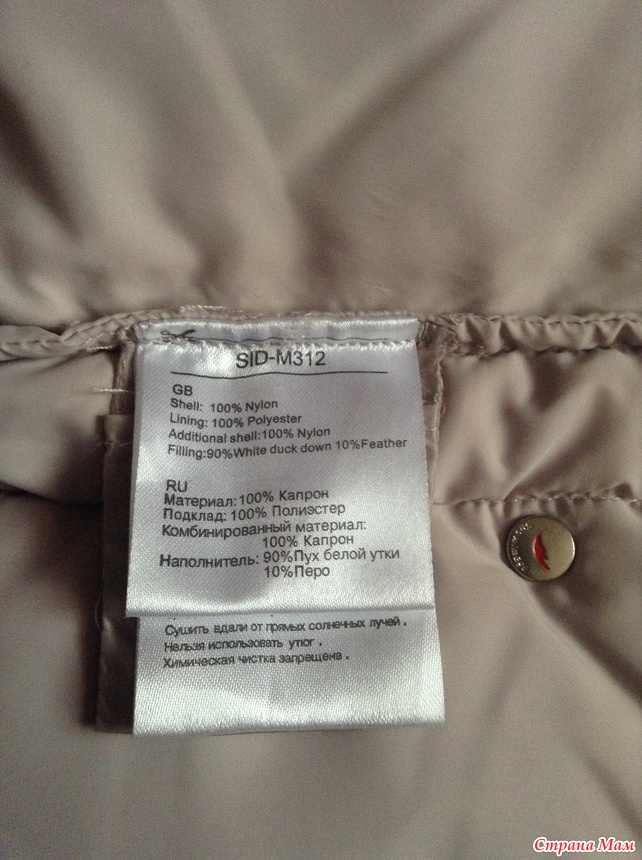 SID-M312
GB
Shell: 100% Nylon
Lining: 100% Polyester
Additional shell:100% Nylon
Filling:90%White duck down 10%Feather
RU
Материал:100% Капрон
Подклад: 100% Полиэстер
Комбинированный материал:
100% Капрон
Наполнитель: 90%Пух белой утки
10%Перо
Сушить вдали от прямых солнечных лучей.
Нельзя использовать утюг.
Химическая чистка запрещена.
Страна Мам